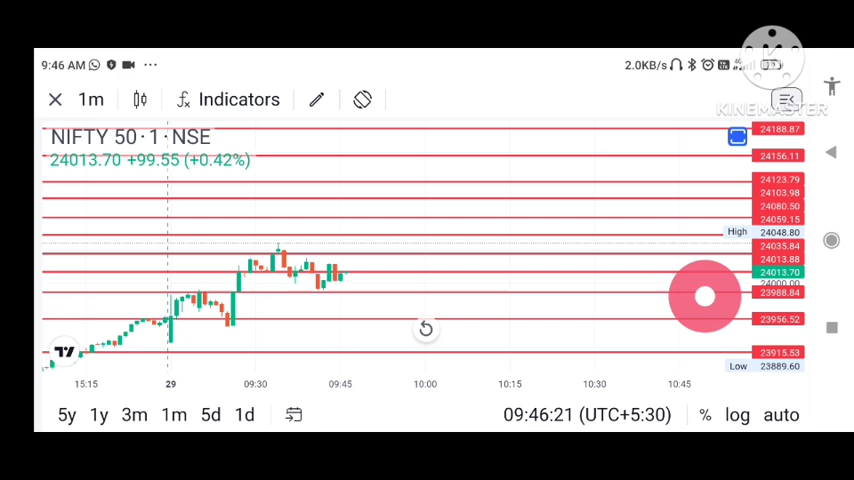 9:46 AM
2.0KB/s
KINEMASTER
1m
Indicators
NIFTY 50 · 1 · NSE
24013.70 +99.55 (+0.42%)
24188.87
24156.11
24123.79
24103.98
24080.50
24059.15
High 24048.80
24035.84
24013.88
24013.70
24000.00
23988.84
23956.52
23915.53
Low 23889.60
15:15 29 09:30 09:45 10:00 10:15 10:30 10:45
5y 1y 3m 1m 5d 1d 09:46:21 (UTC+5:30) % log auto